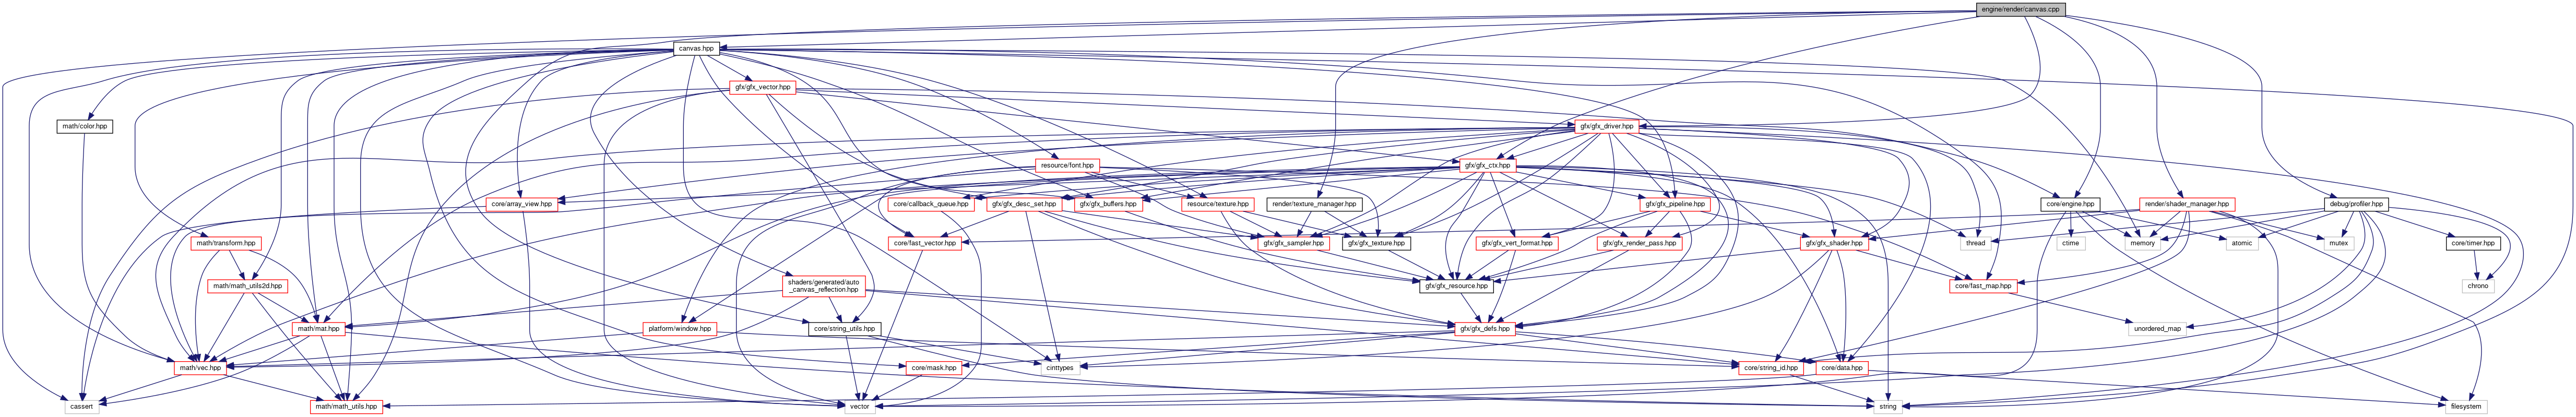 engine/render/canvas.cpp
canvas.hpp
gfx/gfx_vector.hpp
math/color.hpp
gfx/gfx_driver.hpp
resource/font.hpp
gfx/gfx_ctx.hpp
core/array_view.hpp
core/callback_queue.hpp
gfx/gfx_desc_set.hpp
gfx/gfx_buffers.hpp
resource/texture.hpp
render/texture_manager.hpp
gfx/gfx_pipeline.hpp
core/engine.hpp
render/shader_manager.hpp
debug/profiler.hpp
math/transform.hpp
core/fast_vector.hpp
gfx/gfx_sampler.hpp
gfx/gfx_texture.hpp
gfx/gfx_vert_format.hpp
gfx/gfx_render_pass.hpp
gfx/gfx_shader.hpp
thread
ctime
memory
atomic
mutex
core/timer.hpp
math/math_utils2d.hpp
shaders/generated/auto
_canvas_reflection.hpp
gfx/gfx_resource.hpp
core/fast_map.hpp
chrono
math/mat.hpp
platform/window.hpp
core/string_utils.hpp
gfx/gfx_defs.hpp
unordered_map
math/vec.hpp
core/mask.hpp
cinttypes
core/string_id.hpp
core/data.hpp
cassert
math/math_utils.hpp
vector
string
filesystem